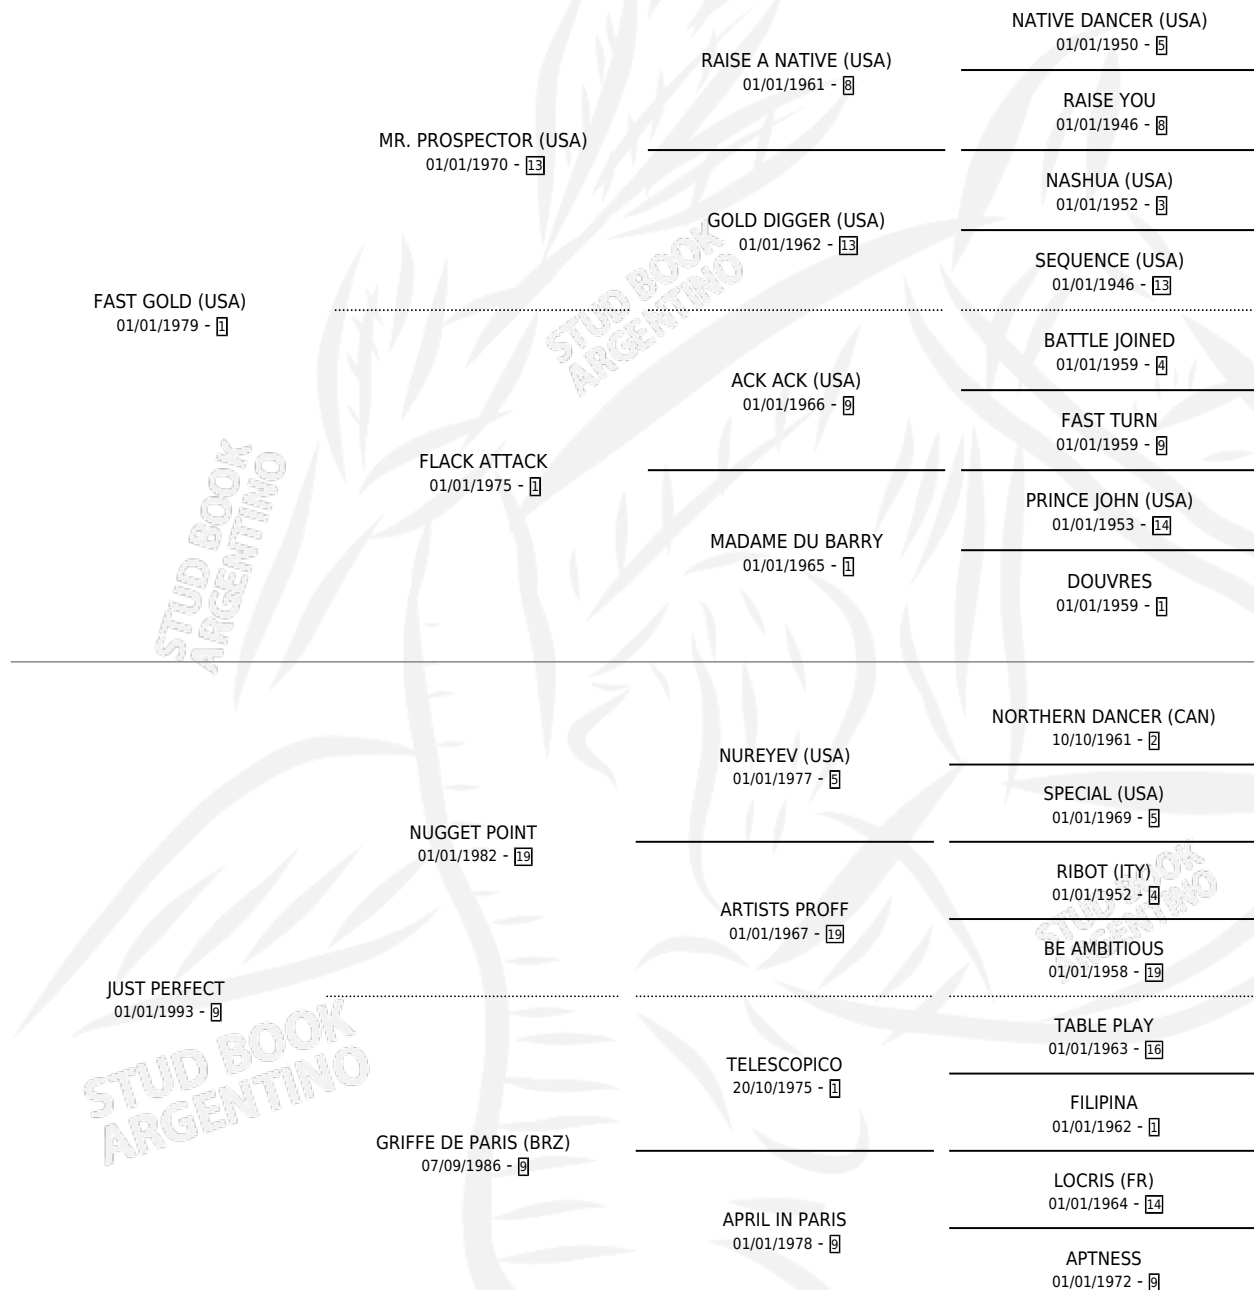 NATIVE DANCER (USA)
01/01/1950 - 5
RAISE A NATIVE (USA)
01/01/1961 - 8
RAISE YOU
01/01/1946 - 8
MR. PROSPECTOR (USA)
01/01/1970 - 13
NASHUA (USA)
01/01/1952 - 3
GOLD DIGGER (USA)
01/01/1962 - 13
SEQUENCE (USA)
01/01/1946 - 13
FAST GOLD (USA)
01/01/1979 - 1
STUD BOOK
ARGENTINO
BATTLE JOINED
01/01/1959 - 4
ACK ACK (USA)
01/01/1966 - 9
FAST TURN
01/01/1959 - 9
FLACK ATTACK
01/01/1975 - 1
PRINCE JOHN (USA)
01/01/1953 - 14
MADAME DU BARRY
01/01/1965 - 1
DOUVRES
01/01/1959 - 1
STUD BOOK
ARGENTINO
NORTHERN DANCER (CAN)
10/10/1961 - 2
NUREYEV (USA)
01/01/1977 - 5
SPECIAL (USA)
01/01/1969 - 5
NUGGET POINT
01/01/1982 - 19
RIBOT (ITY)
01/01/1952 - 4
ARTISTS PROFF
01/01/1967 - 19
BE AMBITIOUS
01/01/1958 - 19
STUD BOOK
ARGENTINO
JUST PERFECT
01/01/1993 - 9
TABLE PLAY
01/01/1963 - 16
TELESCOPICO
20/10/1975 - 1
FILIPINA
01/01/1962 - 1
STUD BOOK
ARGENTINO
GRIFFE DE PARIS (BRZ)
07/09/1986 - 9
LOCRIS (FR)
01/01/1964 - 14
APRIL IN PARIS
01/01/1978 - 9
APTNESS
01/01/1972 - 9